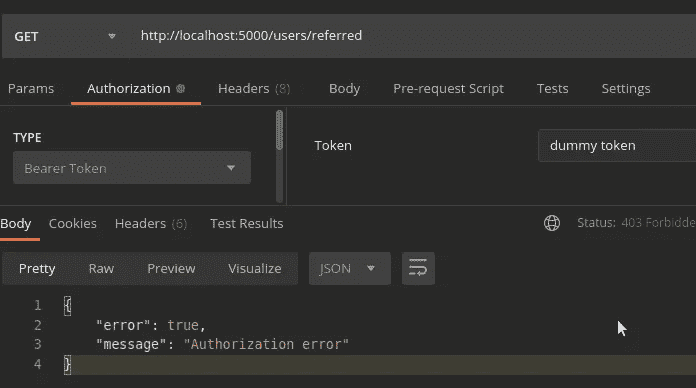 GET http://localhost:5000/users/referred
Params Authorization Headers (8) Body Pre-request Script Tests Settings
TYPE
Bearer Token
Token dummy token
Body Cookies Headers (6) Test Results Status: 403 Forbidde
Pretty Raw Preview Visualize JSON
1 {
2 "error": true,
3 "message": "Authorization error"
4 }